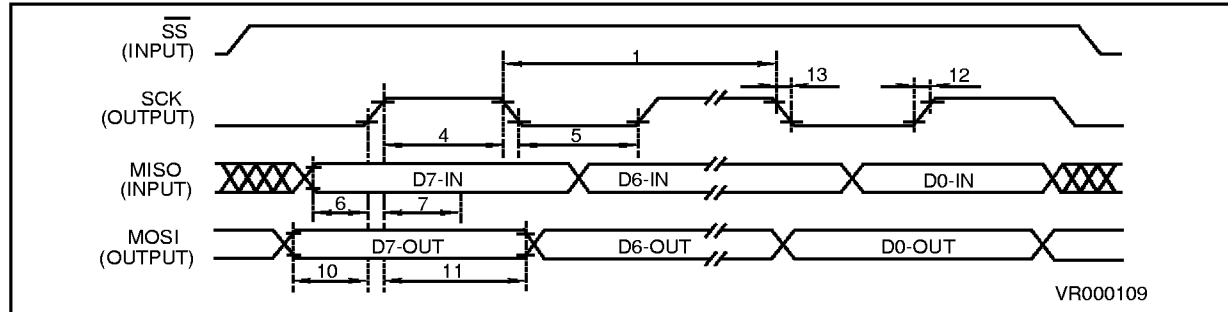 SS
(INPUT)
1
13
12
SCK
(OUTPUT)
4
5
MISO
(INPUT)
D7-IN
D6-IN
D0-IN
6
7
MOSI
(OUTPUT)
D7-OUT
D6-OUT
D0-OUT
10
11
VR000109